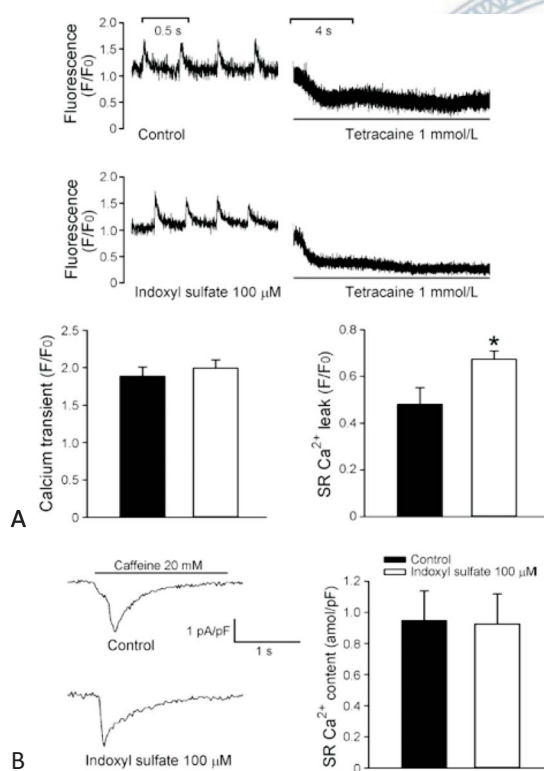 0.5 s
4 s
Fluorescence
(F/F0)
2.0
1.5
1.0
0.5
0
Control
Tetracaine 1 mmol/L
Fluorescence
(F/F0)
2.0
1.5
1.0
0.5
0
Indoxyl sulfate 100 μM
Tetracaine 1 mmol/L
Calcium transient (F/F0)
2.5
2.0
1.5
1.0
0.5
0
SR Ca2+ leak (F/F0)
0.8
0.6
0.4
0.2
0
*
A
Caffeine 20 mM
Control
1 pA/pF
1 s
Indoxyl sulfate 100 μM
Control
Indoxyl sulfate 100 μM
SR Ca2+ content (amol/pF)
1.2
1.0
0.8
0.6
0.4
0.2
0
B